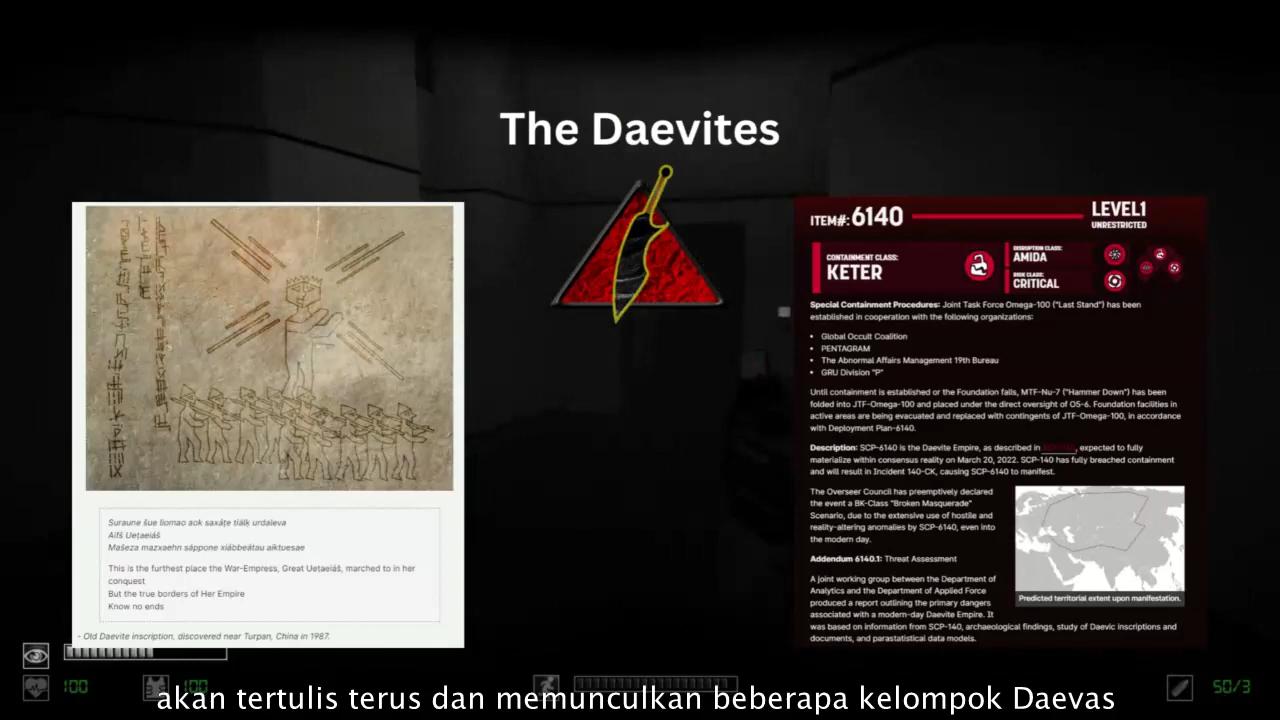 The Daevites
Suraune šue liomao aok saxáţe tiálķ urdaleva
Aifš Ueţaeiáš
Mašeza mazxaehn sáppone xiábbeátau aiktuesae
This is the furthest place the War-Empress, Great Ueţaeiáš, marched to in her
conquest
But the true borders of Her Empire
Know no ends
- Old Daevite inscription, discovered near Turpan, China in 1987.
ITEM#: 6140
LEVEL1
UNRESTRICTED
CONTAINMENT CLASS:
KETER
DISRUPTION CLASS:
AMIDA
RISK CLASS:
CRITICAL
Special Containment Procedures: Joint Task Force Omega-100 ("Last Stand") has been
established in cooperation with the following organizations:
• Global Occult Coalition
• PENTAGRAM
• The Abnormal Affairs Management 19th Bureau
• GRU Division "P"
Until containment is established or the Foundation falls, MTF-Nu-7 ("Hammer Down") has been
folded into JTF-Omega-100 and placed under the direct oversight of O5-6. Foundation facilities in
active areas are being evacuated and replaced with contingents of JTF-Omega-100, in accordance
with Deployment Plan-6140.
Description: SCP-6140 is the Daevite Empire, as described in , expected to fully
materialize within consensus reality on March 20, 2022. SCP-140 has fully breached containment
and will result in Incident 140-CK, causing SCP-6140 to manifest.
The Overseer Council has preemptively declared
the event a BK-Class "Broken Masquerade"
Scenario, due to the extensive use of hostile and
reality-altering anomalies by SCP-6140, even into
the modern day.
Addendum 6140.1: Threat Assessment
A joint working group between the Department of
Analytics and the Department of Applied Force
produced a report outlining the primary dangers
associated with a modern-day Daevite Empire. It
was based on information from SCP-140, archaeological findings, study of Daevic inscriptions and
documents, and parastatistical data models.
Predicted territorial extent upon manifestation.
100
100
50/3
akan tertulis terus dan memunculkan beberapa kelompok Daevas